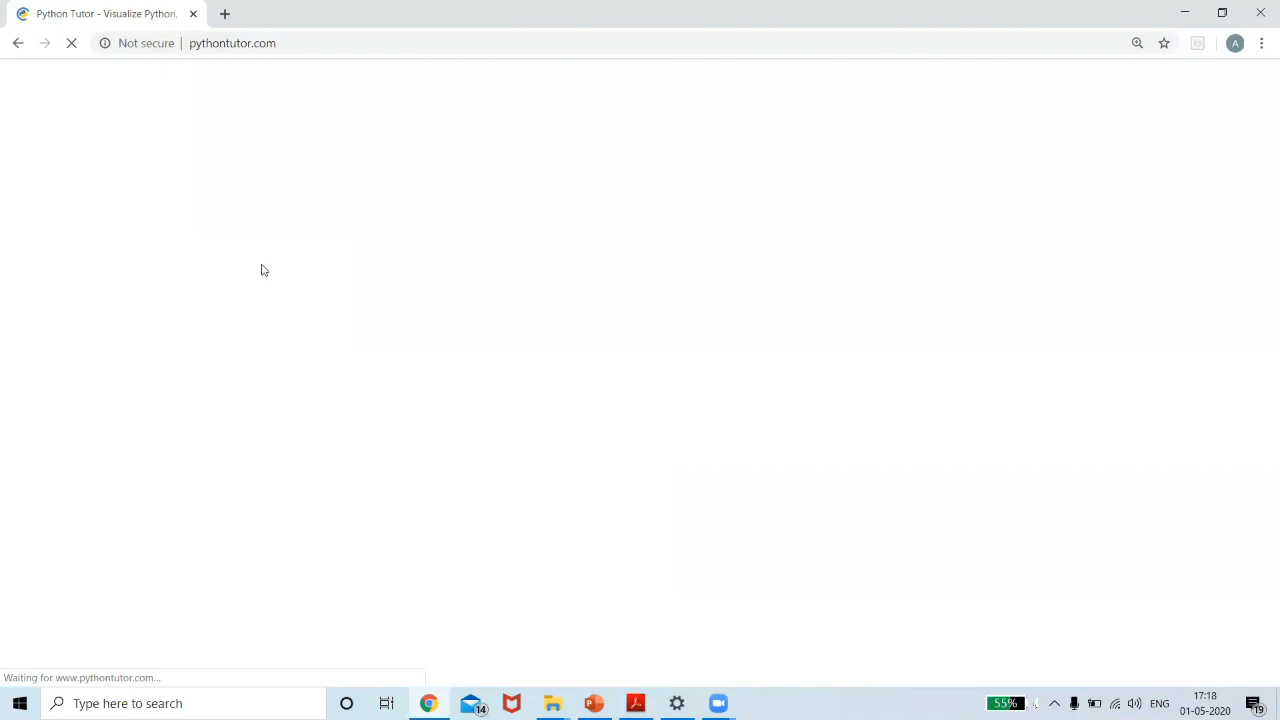 Python Tutor - Visualize Python,
Not secure
pythontutor.com
A
Waiting for www.pythontutor.com...
Type here to search
14
55%
ENG
17:18
01-05-2020
19